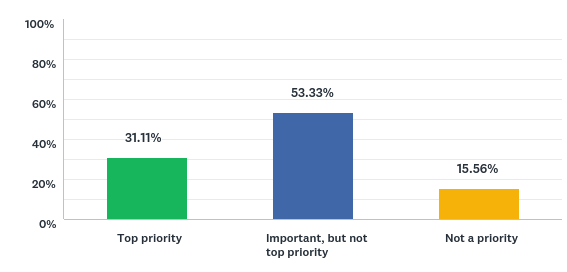 100%
80%
60%
40%
20%
0%
31.11%
53.33%
15.56%
Top priority
Important, but not
top priority
Not a priority